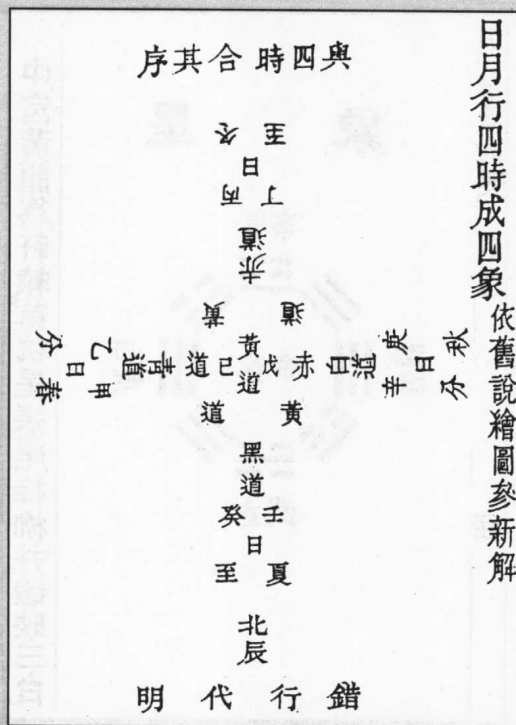 日月行四時成四象
依舊說繪圖參新解
與四時合其序
冬至
日
丙丁
赤道
黃道
秋分
日
庚辛
白道
赤道
戊己
黃道
青道
甲乙
日
春分
黃道
黑道
壬癸
日
夏至
北辰
錯行代明